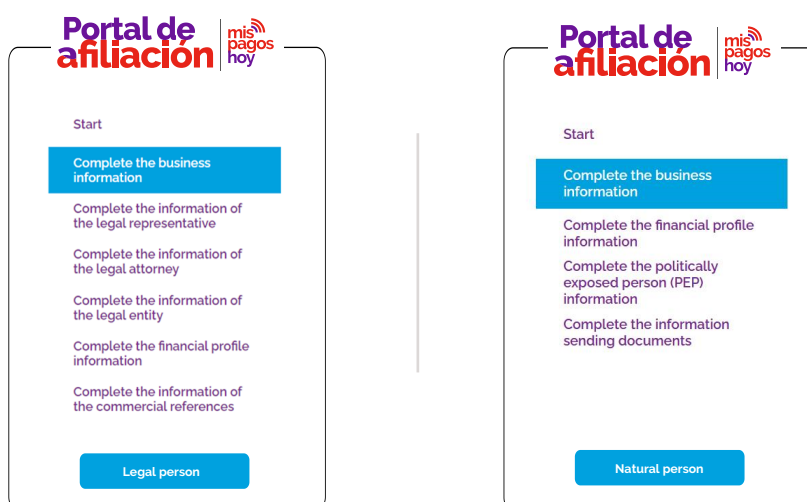 Portal de
afiliación
mis
pagos
hoy
Start
Complete the business
information
Complete the information of
the legal representative
Complete the information of
the legal attorney
Complete the information of
the legal entity
Complete the financial profile
information
Complete the information of
the commercial references
Legal person
Portal de
afiliación
mis
pagos
hoy
Start
Complete the business
information
Complete the financial profile
information
Complete the politically
exposed person (PEP)
information
Complete the information
sending documents
Natural person